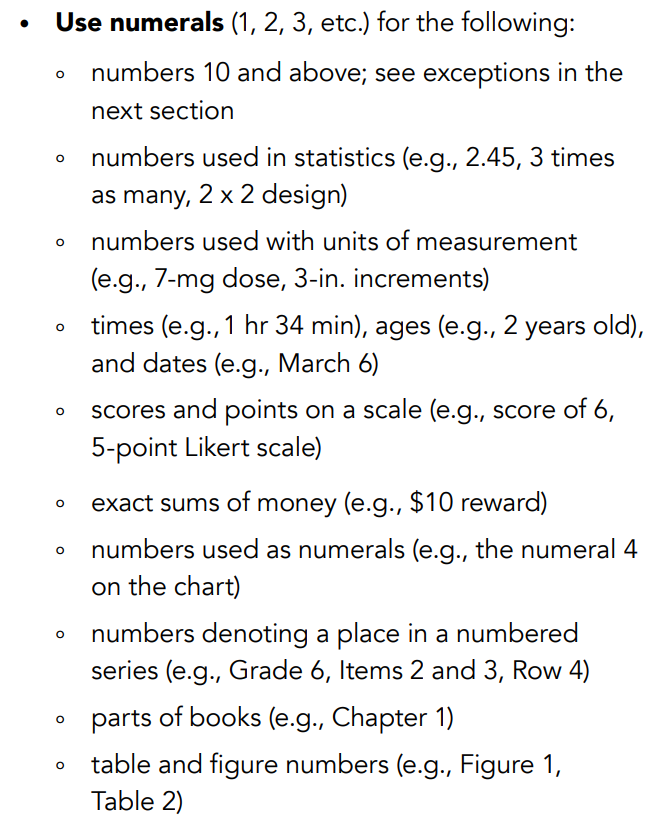 • Use numerals (1, 2, 3, etc.) for the following:
◦ numbers 10 and above; see exceptions in the
next section
◦ numbers used in statistics (e.g., 2.45, 3 times
as many, 2 x 2 design)
◦ numbers used with units of measurement
(e.g., 7-mg dose, 3-in. increments)
◦ times (e.g., 1 hr 34 min), ages (e.g., 2 years old),
and dates (e.g., March 6)
◦ scores and points on a scale (e.g., score of 6,
5-point Likert scale)
◦ exact sums of money (e.g., $10 reward)
◦ numbers used as numerals (e.g., the numeral 4
on the chart)
◦ numbers denoting a place in a numbered
series (e.g., Grade 6, Items 2 and 3, Row 4)
◦ parts of books (e.g., Chapter 1)
◦ table and figure numbers (e.g., Figure 1,
Table 2)